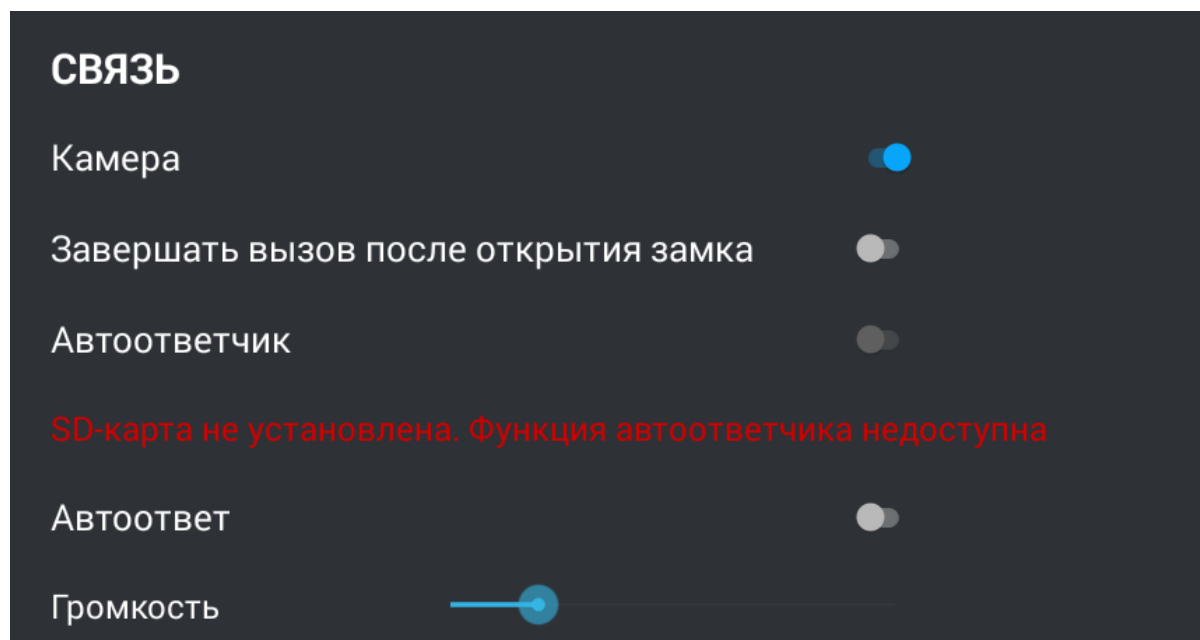 СВЯЗЬ
Камера
Завершать вызов после открытия замка
Автоответчик
SD-карта не установлена. Функция автоответчика недоступна
Автоответ
Громкость